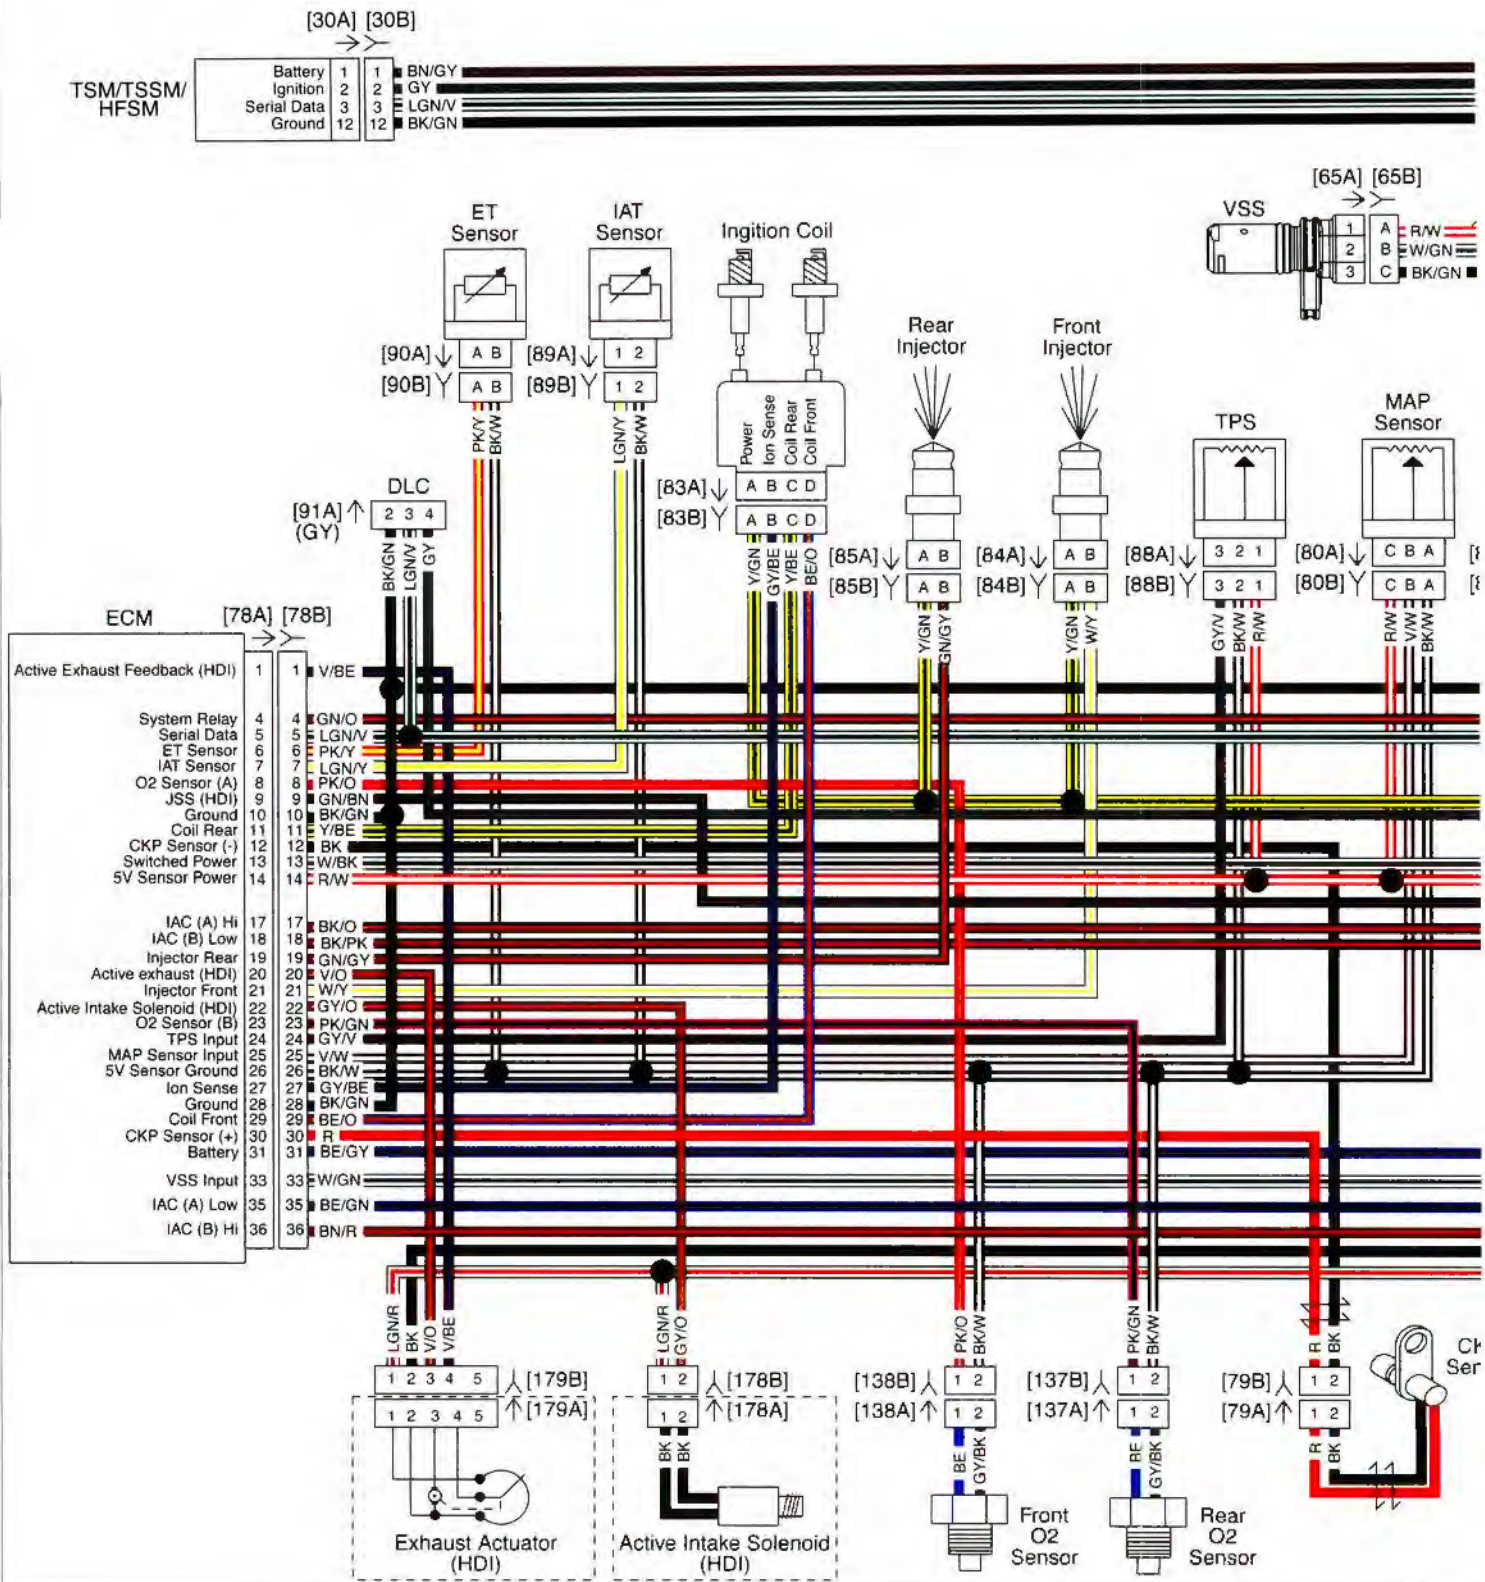 [30A] [30B]
TSM/TSSM/
HFSM
Battery 1 1 BN/GY
Ignition 2 2 GY
Serial Data 3 3 LGN/V
Ground 12 12 BK/GN
[65A] [65B]
VSS
1 A R/W
2 B W/GN
3 C BK/GN
ET
Sensor
[90A] A B
[90B] A B
PK/Y BK/W
IAT
Sensor
[89A] 1 2
[89B] 1 2
LGN/Y BK/W
Ingition Coil
Power
Ion Sense
Coil Rear
Coil Front
[83A] A B C D
[83B] A B C D
Y/GN GY/BE Y/BE BE/O
Rear
Injector
[85A] A B
[85B] A B
Y/GN GN/GY
Front
Injector
[84A] A B
[84B] A B
Y/GN W/Y
TPS
[88A] 3 2 1
[88B] 3 2 1
GY/V BK/W R/W
MAP
Sensor
[80A] C B A
[80B] C B A
R/W V/W BK/W
DLC
[91A]
(GY)
2 3 4
BK/GN LGN/V GY
ECM
[78A] [78B]
Active Exhaust Feedback (HDI) 1 1 V/BE
System Relay 4 4 GN/O
Serial Data 5 5 LGN/V
ET Sensor 6 6 PK/Y
IAT Sensor 7 7 LGN/Y
O2 Sensor (A) 8 8 PK/O
JSS (HDI) 9 9 GN/BN
Ground 10 10 BK/GN
Coil Rear 11 11 Y/BE
CKP Sensor (-) 12 12 BK
Switched Power 13 13 W/BK
5V Sensor Power 14 14 R/W
IAC (A) Hi 17 17 BK/O
IAC (B) Low 18 18 BK/PK
Injector Rear 19 19 GN/GY
Active exhaust (HDI) 20 20 V/O
Injector Front 21 21 W/Y
Active Intake Solenoid (HDI) 22 22 GY/O
O2 Sensor (B) 23 23 PK/GN
TPS Input 24 24 GY/V
MAP Sensor Input 25 25 V/W
5V Sensor Ground 26 26 BK/W
Ion Sense 27 27 GY/BE
Ground 28 28 BK/GN
Coil Front 29 29 BE/O
CKP Sensor (+) 30 30 R
Battery 31 31 BE/GY
VSS Input 33 33 W/GN
IAC (A) Low 35 35 BE/GN
IAC (B) Hi 36 36 BN/R
LGN/R BK V/O V/BE
1 2 3 4 5 [179B]
1 2 3 4 5 [179A]
Exhaust Actuator
(HDI)
LGN/R GY/O
1 2 [178B]
1 2 [178A]
BK BK
Active Intake Solenoid
(HDI)
PK/O BK/W
[138B] 1 2
[138A] 1 2
BE GY/BK
Front
O2
Sensor
PK/GN BK/W
[137B] 1 2
[137A] 1 2
BE GY/BK
Rear
O2
Sensor
R BK
[79B] 1 2
[79A] 1 2
R BK